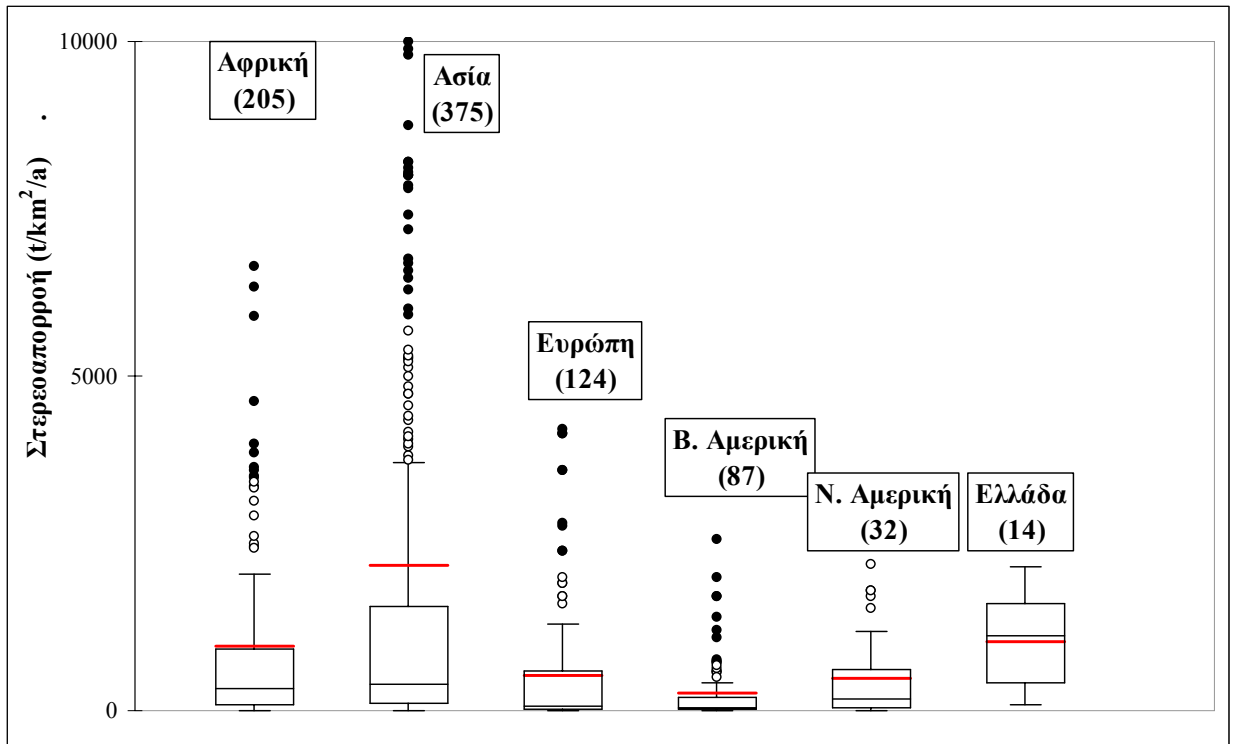 Στερεοαπορροή (t/km²/a) .
10000
5000
0
Αφρική
(205)
Ασία
(375)
Ευρώπη
(124)
Β. Αμερική
(87)
Ν. Αμερική
(32)
Ελλάδα
(14)